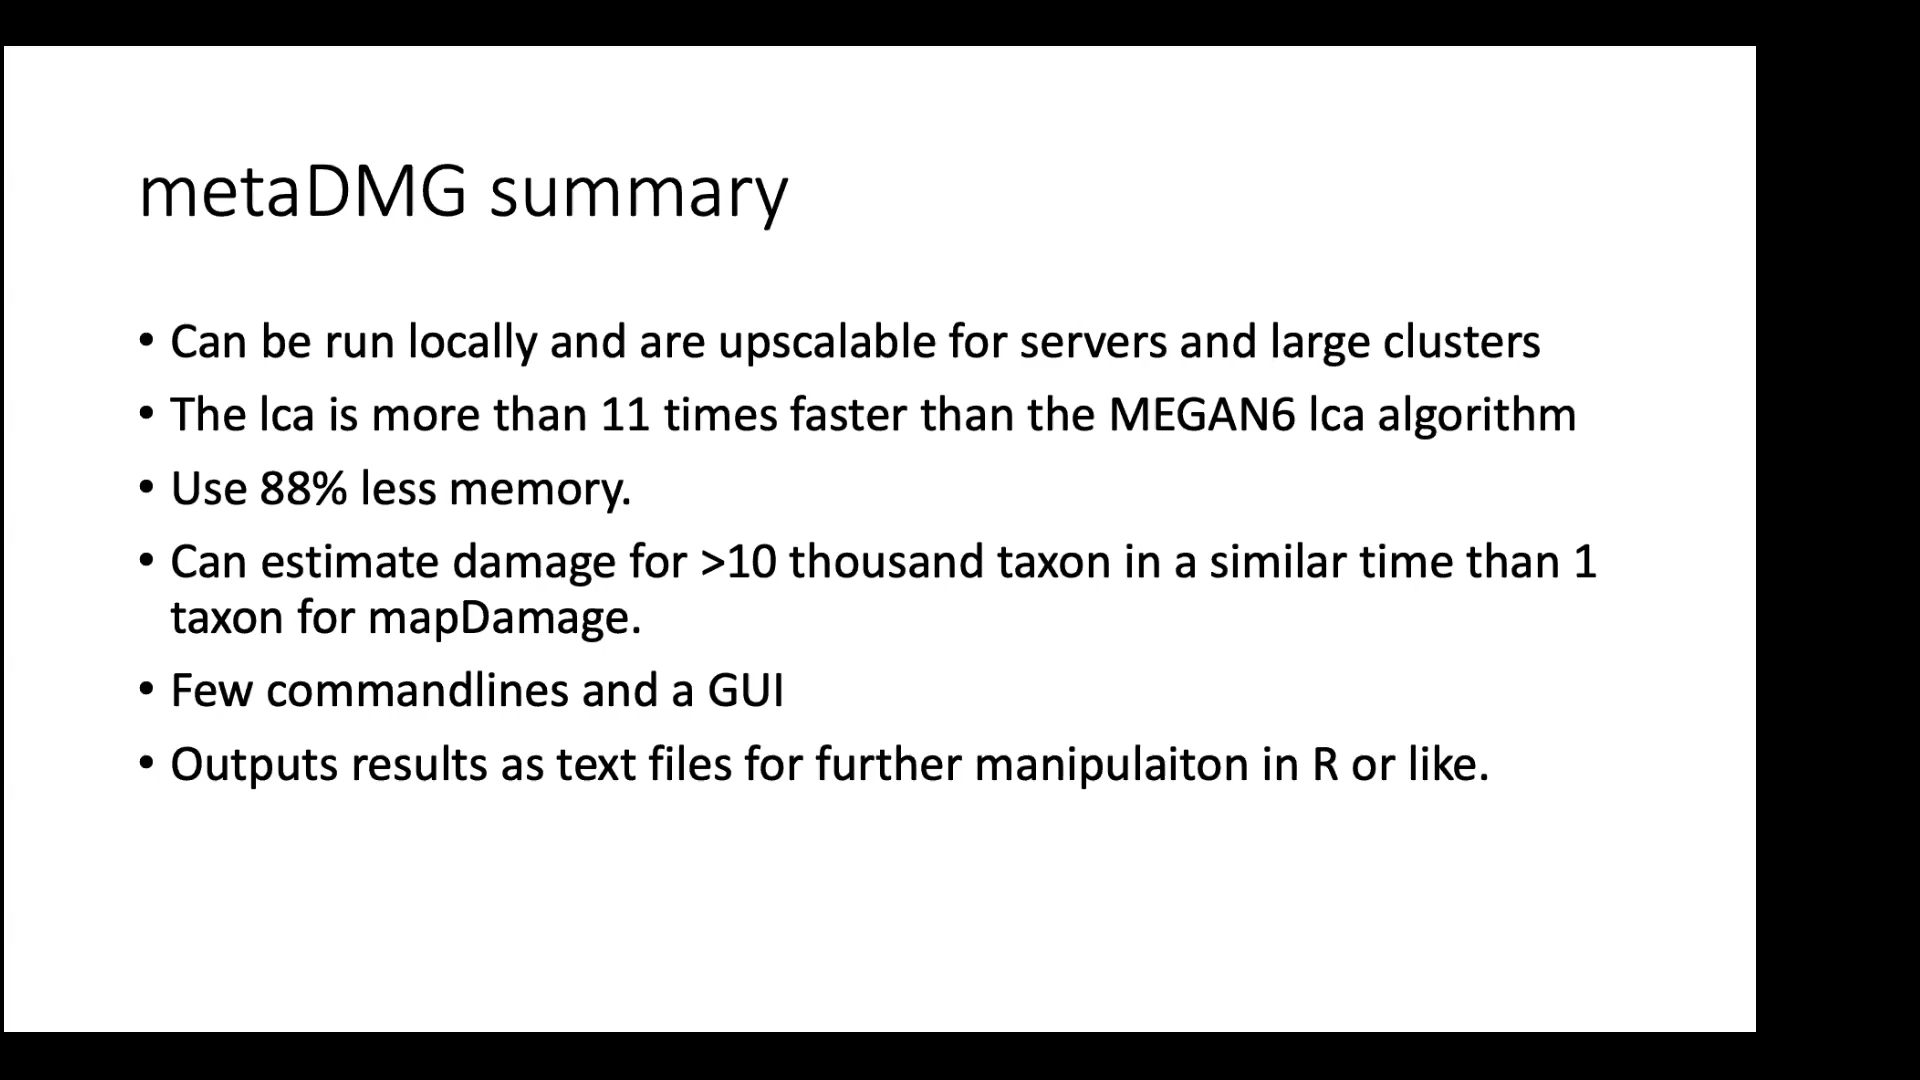 metaDMG summary
• Can be run locally and are upscalable for servers and large clusters
• The lca is more than 11 times faster than the MEGAN6 lca algorithm
• Use 88% less memory.
• Can estimate damage for >10 thousand taxon in a similar time than 1
taxon for mapDamage.
• Few commandlines and a GUI
• Outputs results as text files for further manipulaiton in R or like.